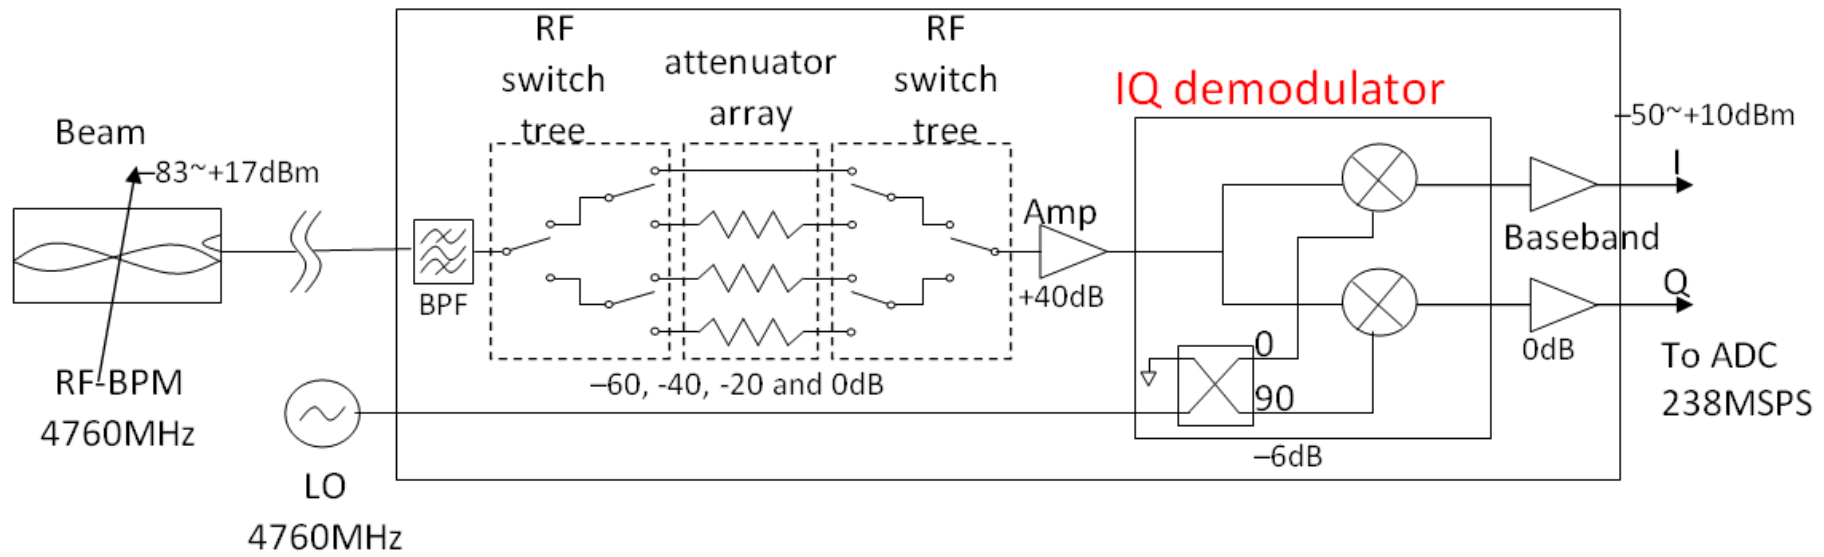 RF
switch
tree
attenuator
array
RF
switch
tree
IQ demodulator
Beam
–83~+17dBm
–50~+10dBm
I
Amp
+40dB
Baseband
BPF
Q
0dB
To ADC
238MSPS
0
90
–6dB
–60, -40, -20 and 0dB
RF-BPM
4760MHz
LO
4760MHz